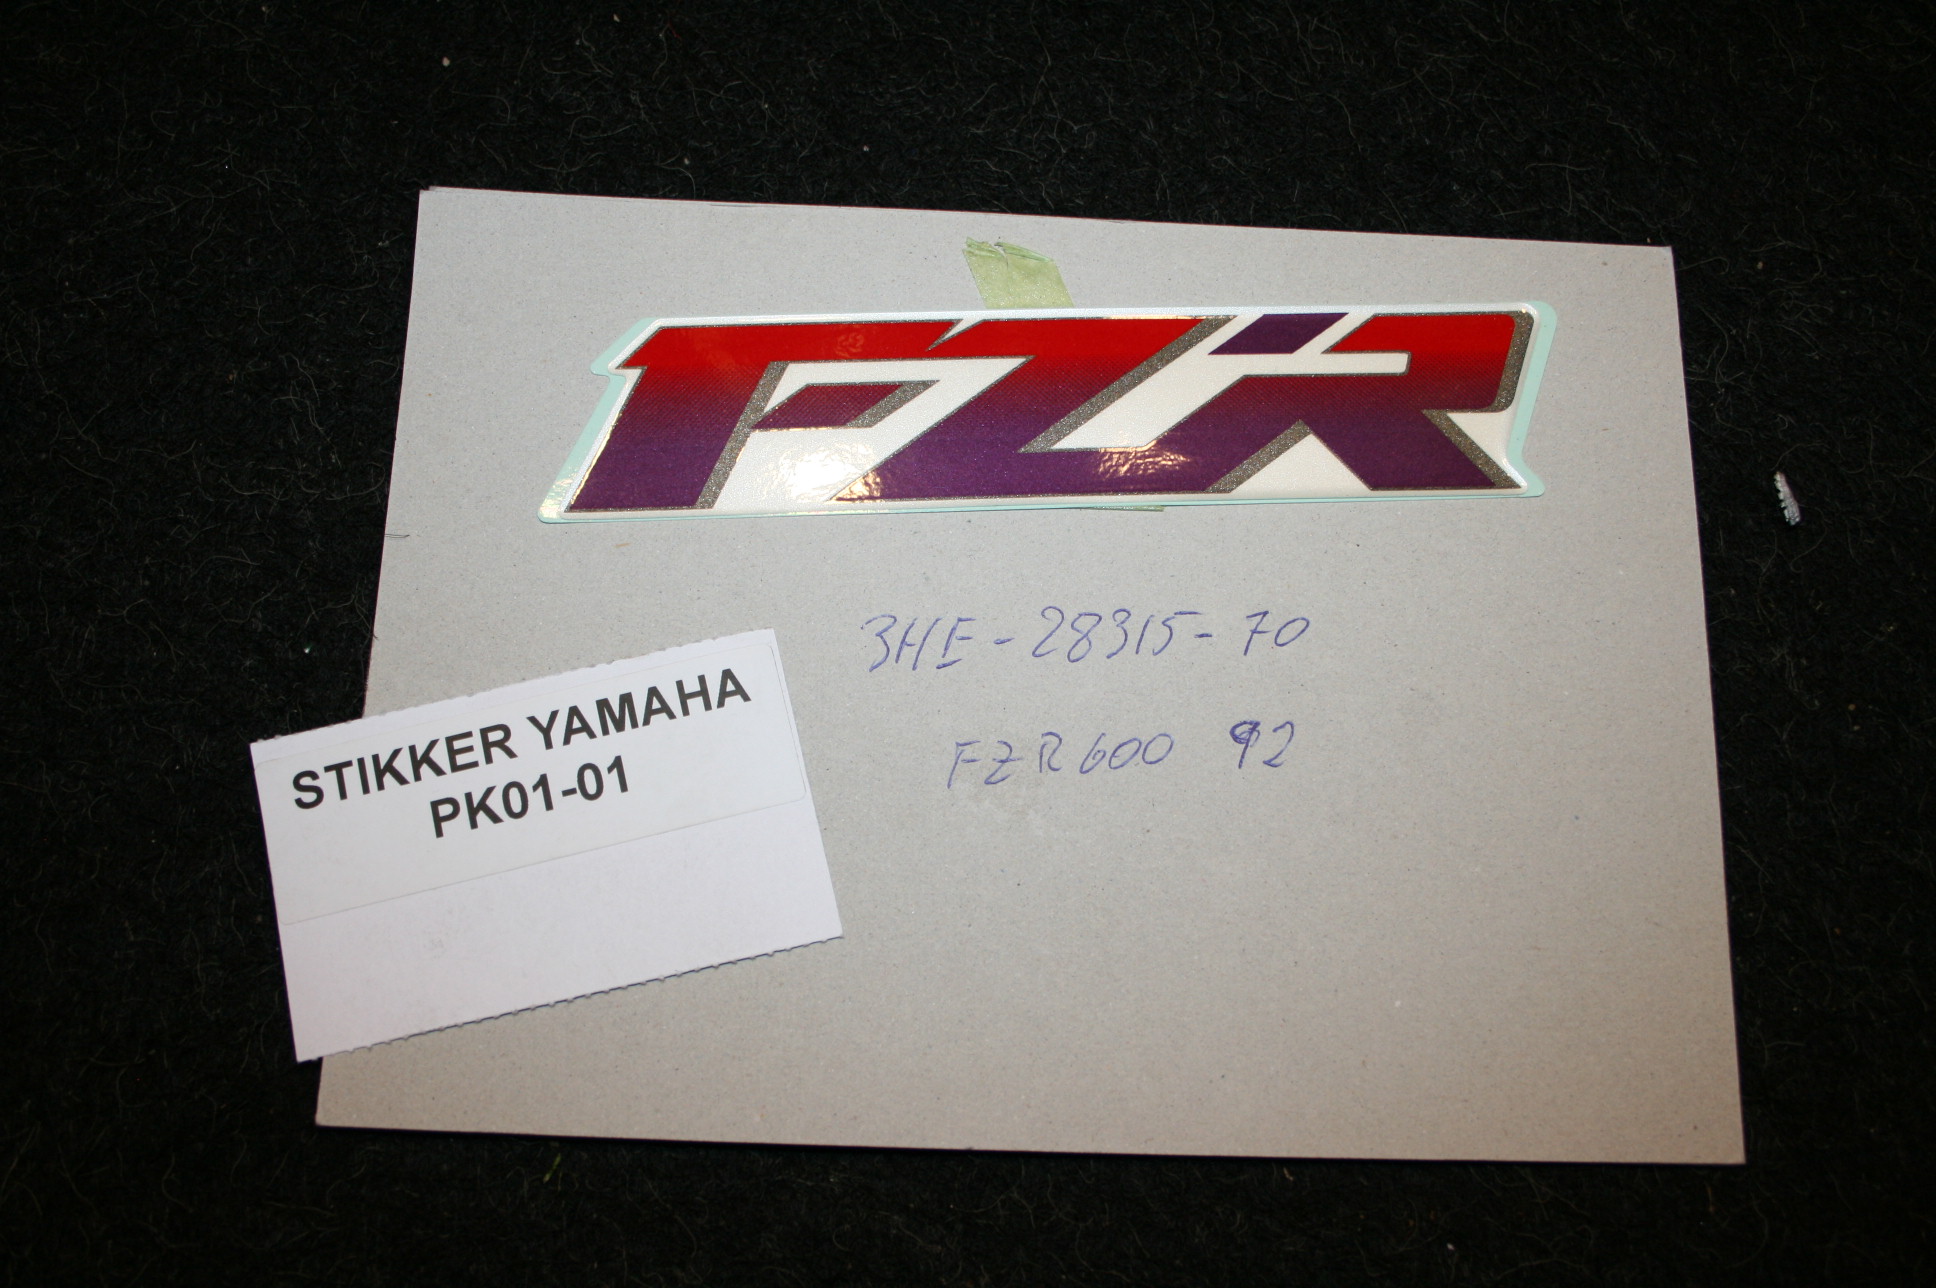 FZR
3HE-28315-70
FZR600 92
STIKKER YAMAHA
PK01-01